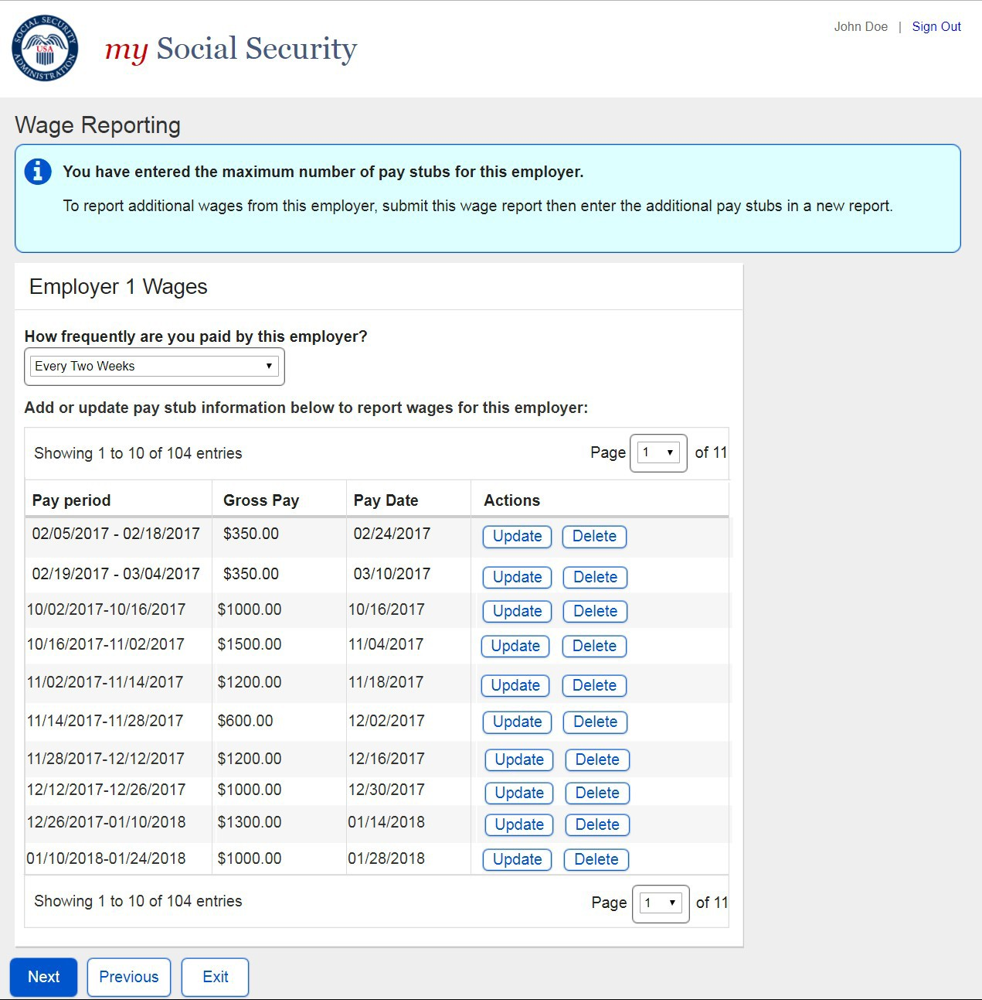 SOCIAL SECURITY
USA
ADMINISTRATION
my Social Security
John Doe | Sign Out
Wage Reporting
You have entered the maximum number of pay stubs for this employer.
To report additional wages from this employer, submit this wage report then enter the additional pay stubs in a new report.
Employer 1 Wages
How frequently are you paid by this employer?
Every Two Weeks
Add or update pay stub information below to report wages for this employer:
Showing 1 to 10 of 104 entries Page 1 of 11
Pay period Gross Pay Pay Date Actions
02/05/2017 - 02/18/2017 $350.00 02/24/2017 Update Delete
02/19/2017 - 03/04/2017 $350.00 03/10/2017 Update Delete
10/02/2017-10/16/2017 $1000.00 10/16/2017 Update Delete
10/16/2017-11/02/2017 $1500.00 11/04/2017 Update Delete
11/02/2017-11/14/2017 $1200.00 11/18/2017 Update Delete
11/14/2017-11/28/2017 $600.00 12/02/2017 Update Delete
11/28/2017-12/12/2017 $1200.00 12/16/2017 Update Delete
12/12/2017-12/26/2017 $1000.00 12/30/2017 Update Delete
12/26/2017-01/10/2018 $1300.00 01/14/2018 Update Delete
01/10/2018-01/24/2018 $1000.00 01/28/2018 Update Delete
Showing 1 to 10 of 104 entries Page 1 of 11
Next Previous Exit